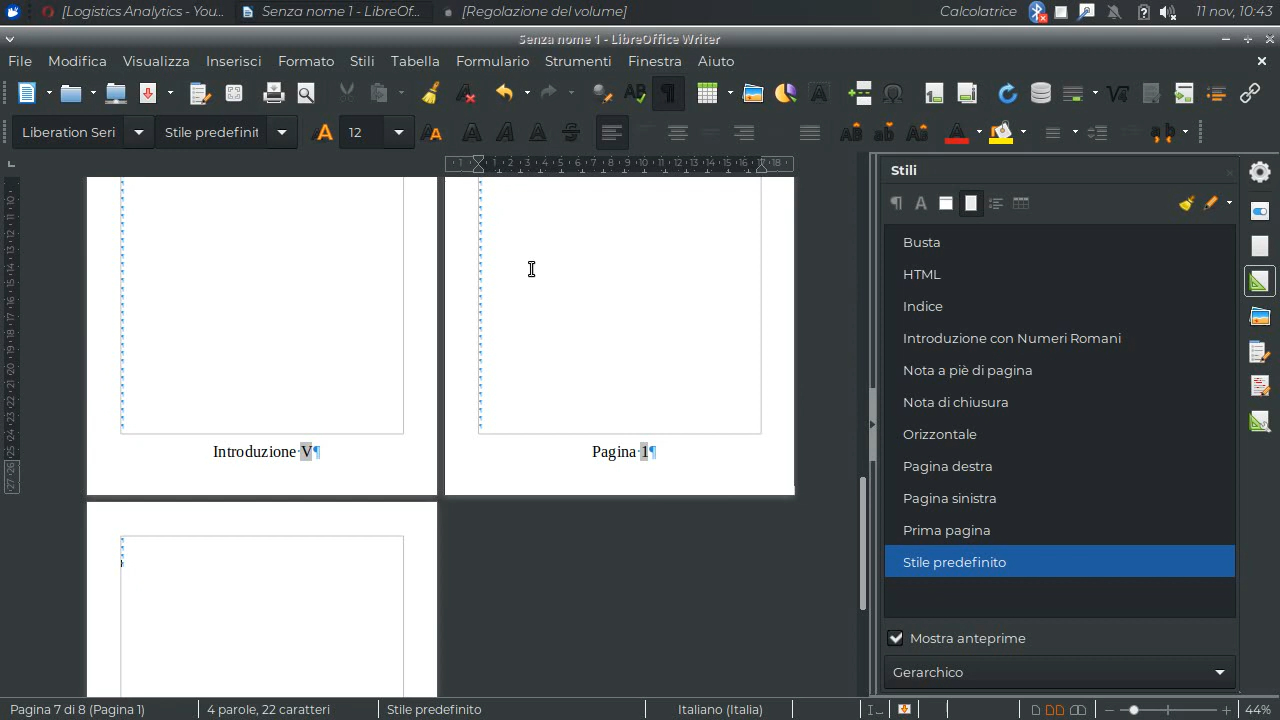 [Logistics Analytics - You... Senza nome 1 - LibreOf... [Regolazione del volume] Calcolatrice 11 nov, 10:43
Senza nome 1 - LibreOffice Writer
File Modifica Visualizza Inserisci Formato Stili Tabella Formulario Strumenti Finestra Aiuto
Liberation Seri Stile predefinit 12
Stili
Busta
HTML
Indice
Introduzione con Numeri Romani
Nota a piè di pagina
Nota di chiusura
Orizzontale
Pagina destra
Pagina sinistra
Prima pagina
Stile predefinito
Introduzione V¶
Pagina 1¶
Mostra anteprime
Gerarchico
Pagina 7 di 8 (Pagina 1) 4 parole, 22 caratteri Stile predefinito Italiano (Italia) 44%